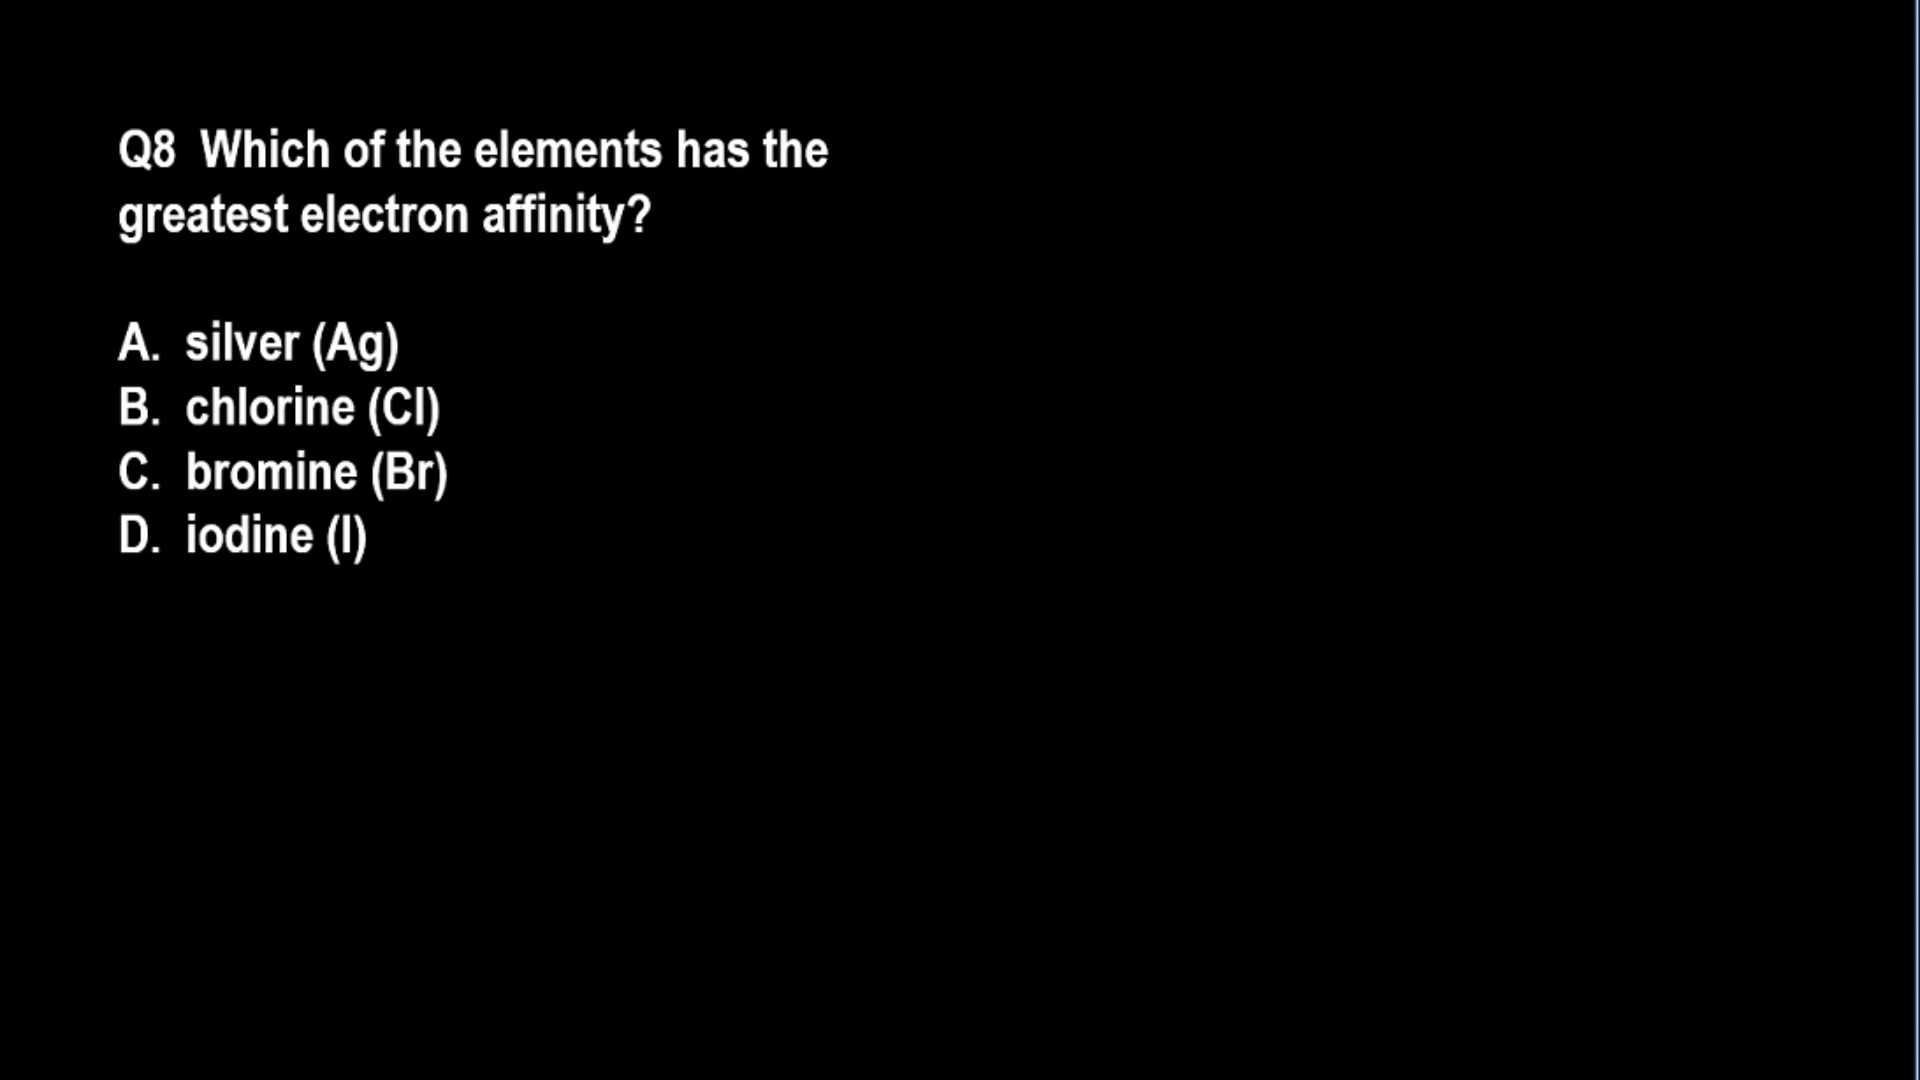 Q8  Which of the elements has the
greatest electron affinity?
A.  silver (Ag)
B.  chlorine (Cl)
C.  bromine (Br)
D.  iodine (I)